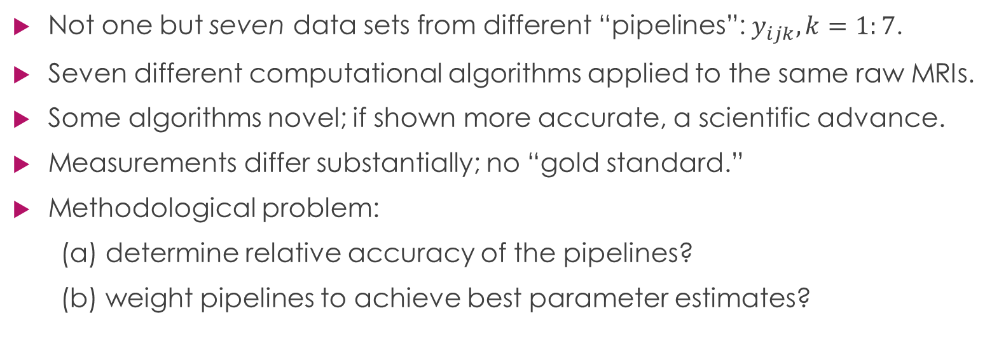 Not one but seven data sets from different “pipelines”: y_{ijk}, k = 1: 7.
Seven different computational algorithms applied to the same raw MRIs.
Some algorithms novel; if shown more accurate, a scientific advance.
Measurements differ substantially; no “gold standard.”
Methodological problem:
(a) determine relative accuracy of the pipelines?
(b) weight pipelines to achieve best parameter estimates?